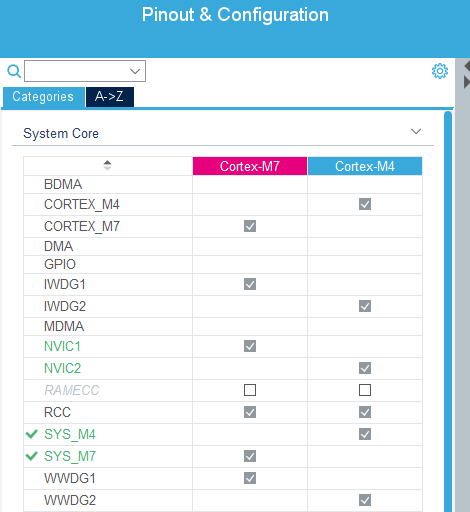 Pinout & Configuration
Categories A->Z
System Core
Cortex-M7 Cortex-M4
BDMA
CORTEX_M4
CORTEX_M7
DMA
GPIO
IWDG1
IWDG2
MDMA
NVIC1
NVIC2
RAMECC
RCC
SYS_M4
SYS_M7
WWDG1
WWDG2